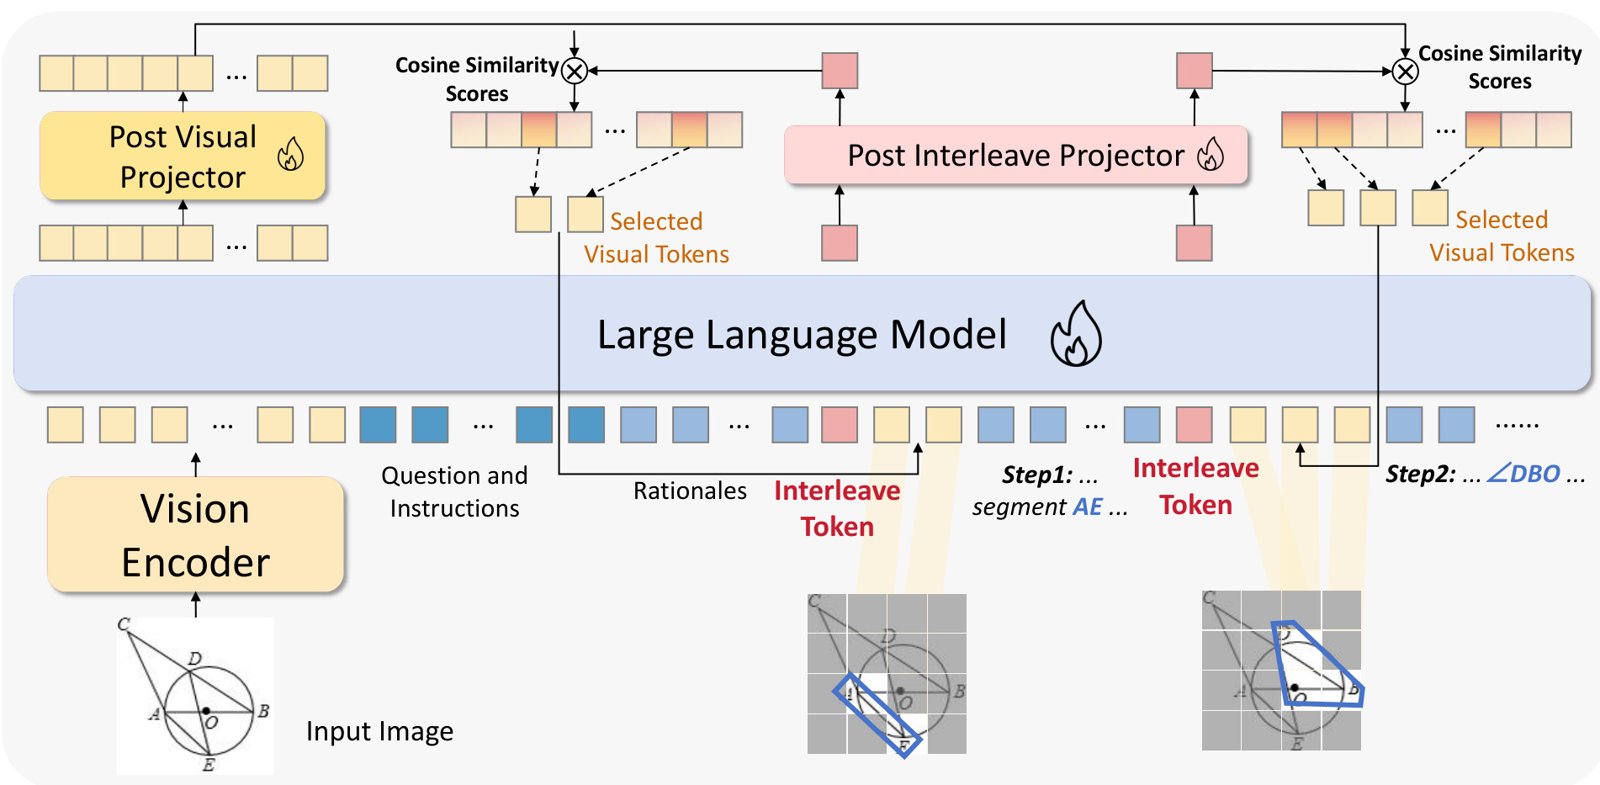 Cosine Similarity
Scores
Cosine Similarity
Scores
Post Visual
Projector
Post Interleave Projector
Selected
Visual Tokens
Selected
Visual Tokens
...
...
...
...
Large Language Model
...
...
...
...
......
Question and
Instructions
Rationales
Interleave
Token
Step1: ...
segment AE ...
Interleave
Token
Step2: ... ∠DBO ...
Vision
Encoder
Input Image
C
D
A
O
B
E
C
D
A
O
B
E
C
D
A
O
B
E